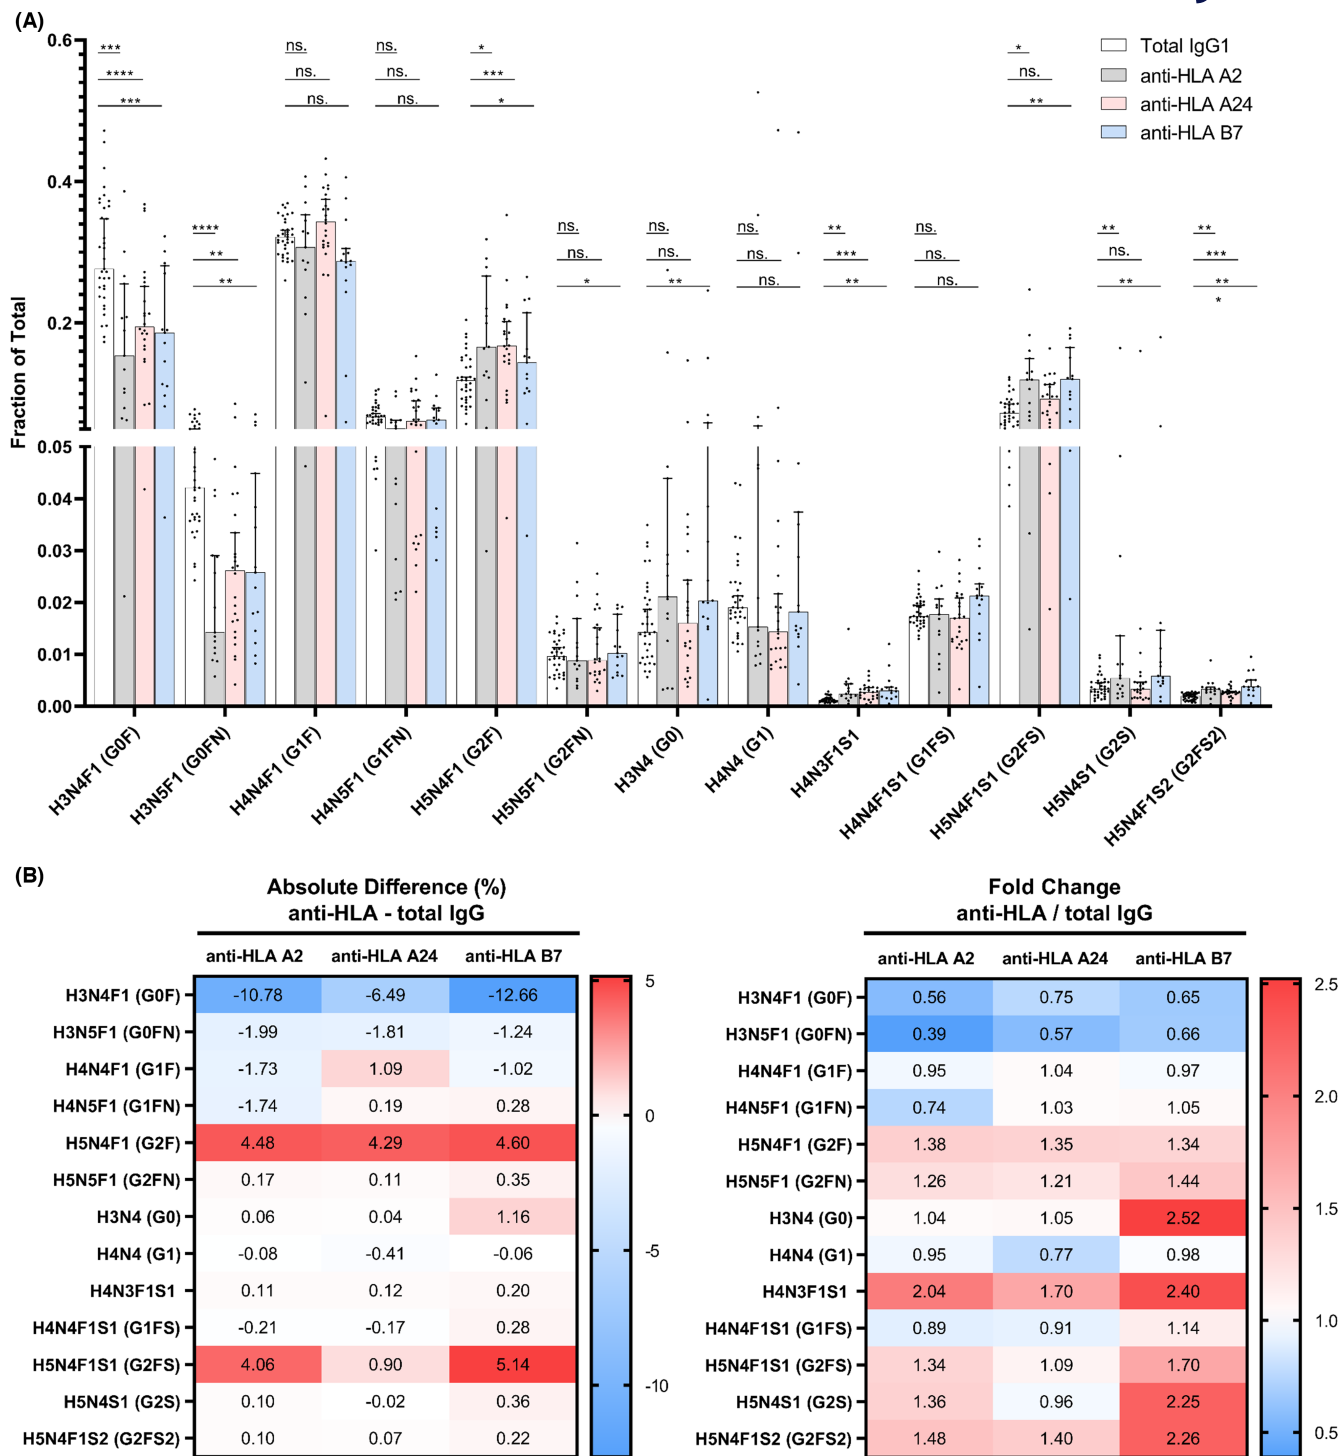 (A)
0.6
0.4
0.2
0.05
0.04
0.03
0.02
0.01
0.00
Fraction of Total
Total IgG1
anti-HLA A2
anti-HLA A24
anti-HLA B7
***
****
***
****
**
**
ns.
ns.
ns.
ns.
ns.
ns.
*
***
*
ns.
ns.
*
ns.
ns.
**
ns.
ns.
ns.
**
***
**
ns.
ns.
ns.
*
ns.
**
**
ns.
**
**
***
**
*
H3N4F1 (G0F)
H3N5F1 (G0FN)
H4N4F1 (G1F)
H4N5F1 (G1FN)
H5N4F1 (G2F)
H5N5F1 (G2FN)
H3N4 (G0)
H4N4 (G1)
H4N3F1S1
H4N4F1S1 (G1FS)
H5N4F1S1 (G2FS)
H5N4S1 (G2S)
H5N4F1S2 (G2FS2)
(B)
Absolute Difference (%)
anti-HLA - total IgG
anti-HLA A2 anti-HLA A24 anti-HLA B7
H3N4F1 (G0F) -10.78 -6.49 -12.66
H3N5F1 (G0FN) -1.99 -1.81 -1.24
H4N4F1 (G1F) -1.73 1.09 -1.02
H4N5F1 (G1FN) -1.74 0.19 0.28
H5N4F1 (G2F) 4.48 4.29 4.60
H5N5F1 (G2FN) 0.17 0.11 0.35
H3N4 (G0) 0.06 0.04 1.16
H4N4 (G1) -0.08 -0.41 -0.06
H4N3F1S1 0.11 0.12 0.20
H4N4F1S1 (G1FS) -0.21 -0.17 0.28
H5N4F1S1 (G2FS) 4.06 0.90 5.14
H5N4S1 (G2S) 0.10 -0.02 0.36
H5N4F1S2 (G2FS2) 0.10 0.07 0.22
5
0
-5
-10
Fold Change
anti-HLA / total IgG
anti-HLA A2 anti-HLA A24 anti-HLA B7
H3N4F1 (G0F) 0.56 0.75 0.65
H3N5F1 (G0FN) 0.39 0.57 0.66
H4N4F1 (G1F) 0.95 1.04 0.97
H4N5F1 (G1FN) 0.74 1.03 1.05
H5N4F1 (G2F) 1.38 1.35 1.34
H5N5F1 (G2FN) 1.26 1.21 1.44
H3N4 (G0) 1.04 1.05 2.52
H4N4 (G1) 0.95 0.77 0.98
H4N3F1S1 2.04 1.70 2.40
H4N4F1S1 (G1FS) 0.89 0.91 1.14
H5N4F1S1 (G2FS) 1.34 1.09 1.70
H5N4S1 (G2S) 1.36 0.96 2.25
H5N4F1S2 (G2FS2) 1.48 1.40 2.26
2.5
2.0
1.5
1.0
0.5